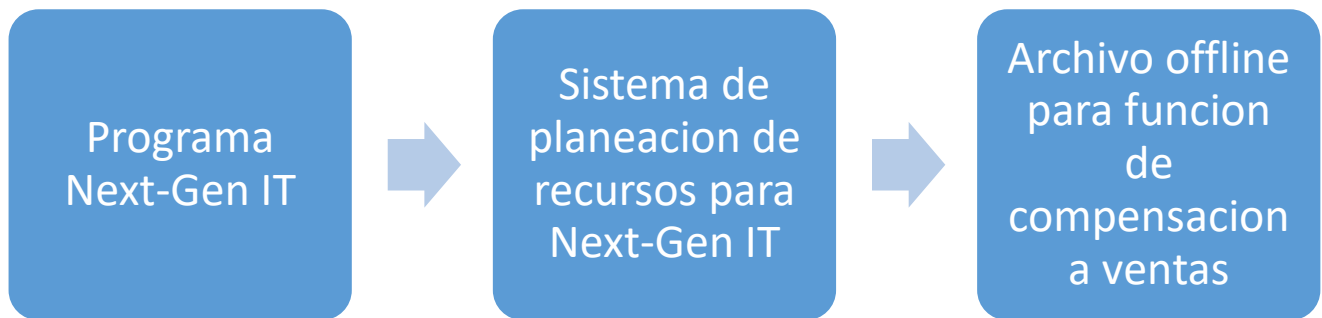 Programa
Next-Gen IT
Sistema de
planeacion de
recursos para
Next-Gen IT
Archivo offline
para funcion
de
compensacion
a ventas